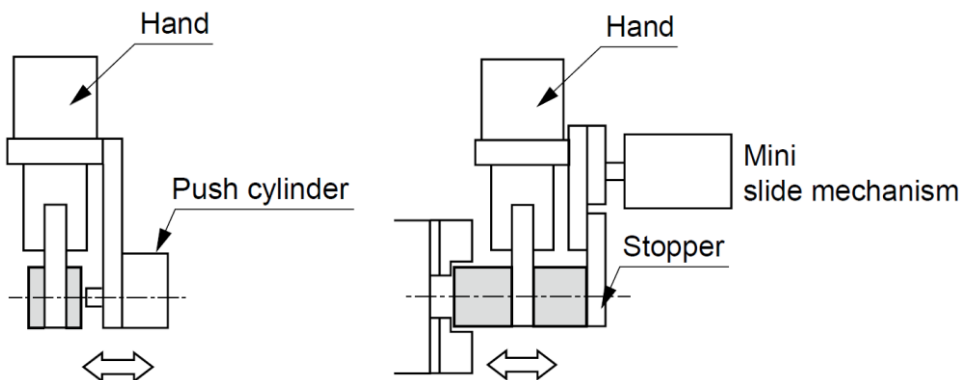 Hand
Push cylinder
Hand
Mini
slide mechanism
Stopper